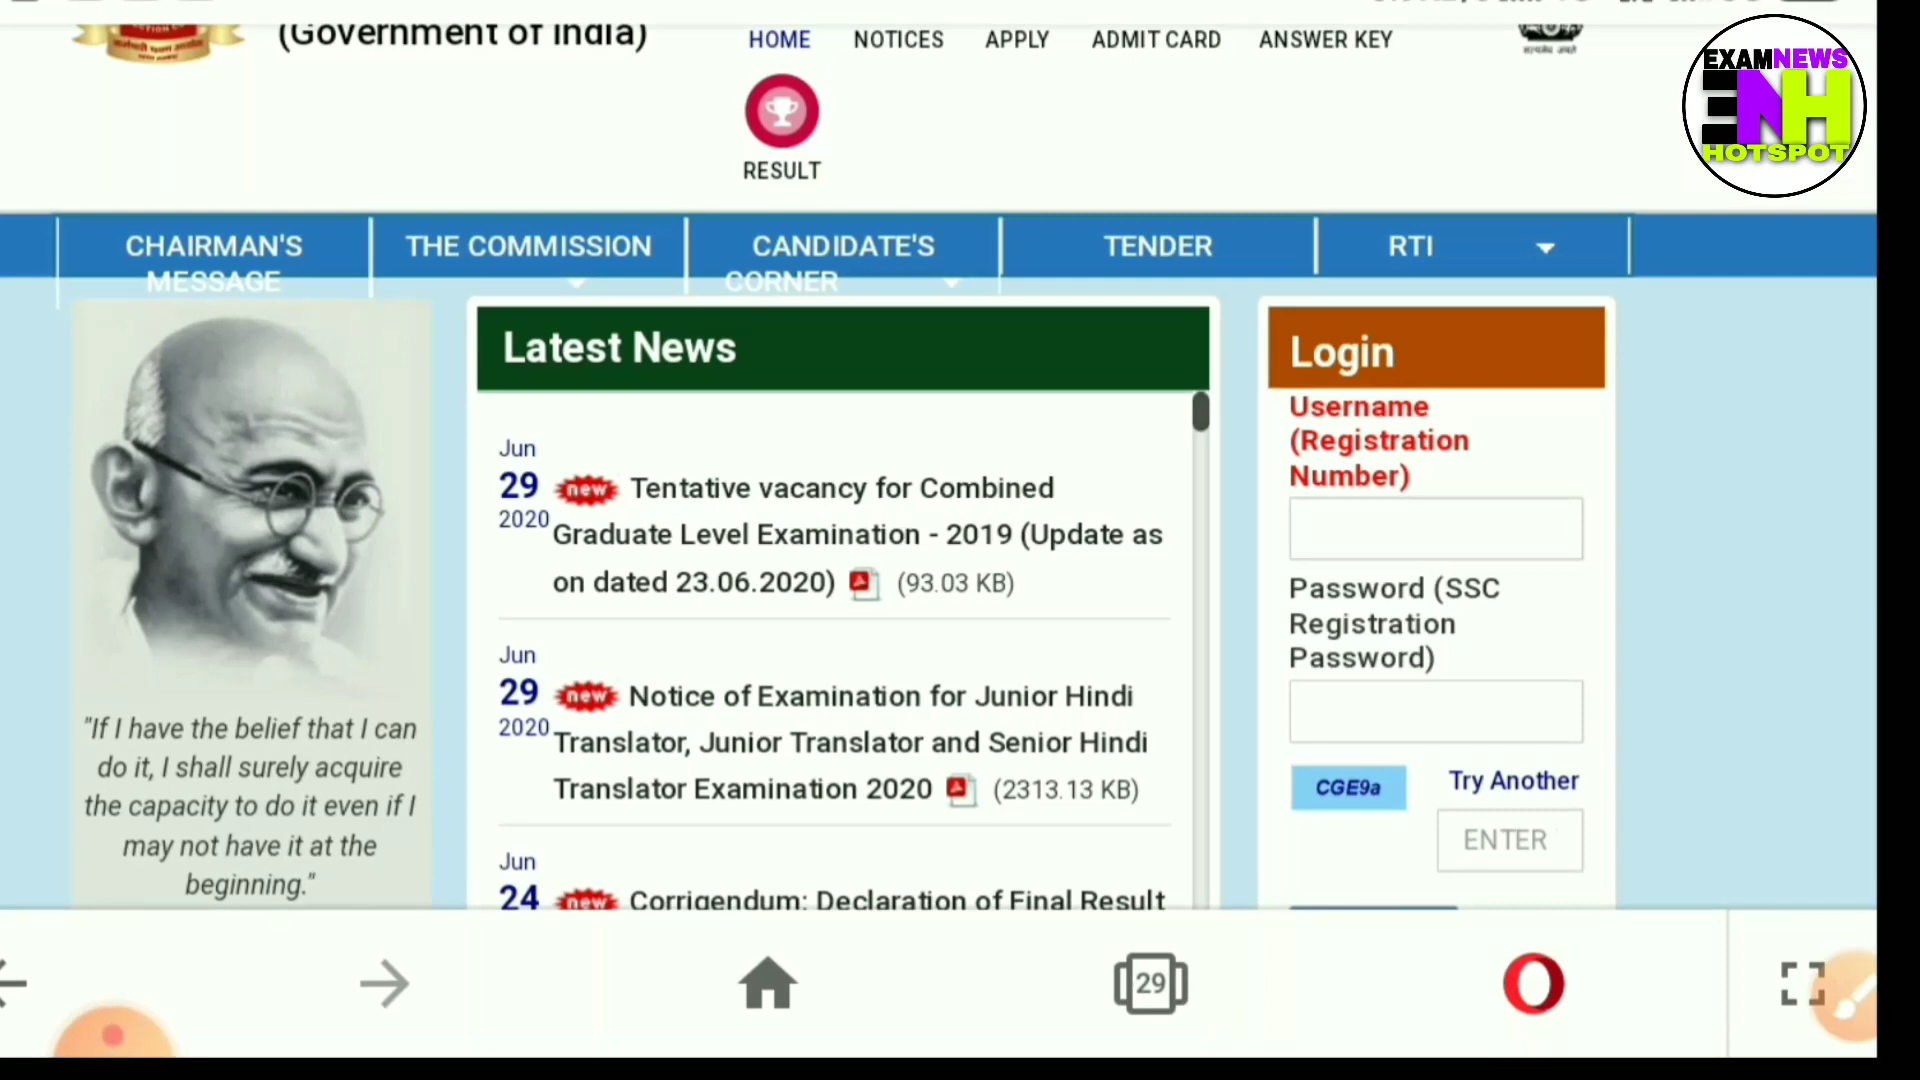 (Government of India)
HOME NOTICES APPLY ADMIT CARD ANSWER KEY
सत्यमेव जयते
EXAMNEWS
ENH
HOTSPOT
RESULT
CHAIRMAN'S MESSAGE
THE COMMISSION
CANDIDATE'S CORNER
TENDER
RTI
"If I have the belief that I can
do it, I shall surely acquire
the capacity to do it even if I
may not have it at the
beginning."
Latest News
Jun
29
2020
new Tentative vacancy for Combined
Graduate Level Examination - 2019 (Update as
on dated 23.06.2020) (93.03 KB)
Jun
29
2020
new Notice of Examination for Junior Hindi
Translator, Junior Translator and Senior Hindi
Translator Examination 2020 (2313.13 KB)
Jun
24
new Corrigendum: Declaration of Final Result
Login
Username
(Registration
Number)
Password (SSC
Registration
Password)
CGE9a
Try Another
ENTER
29